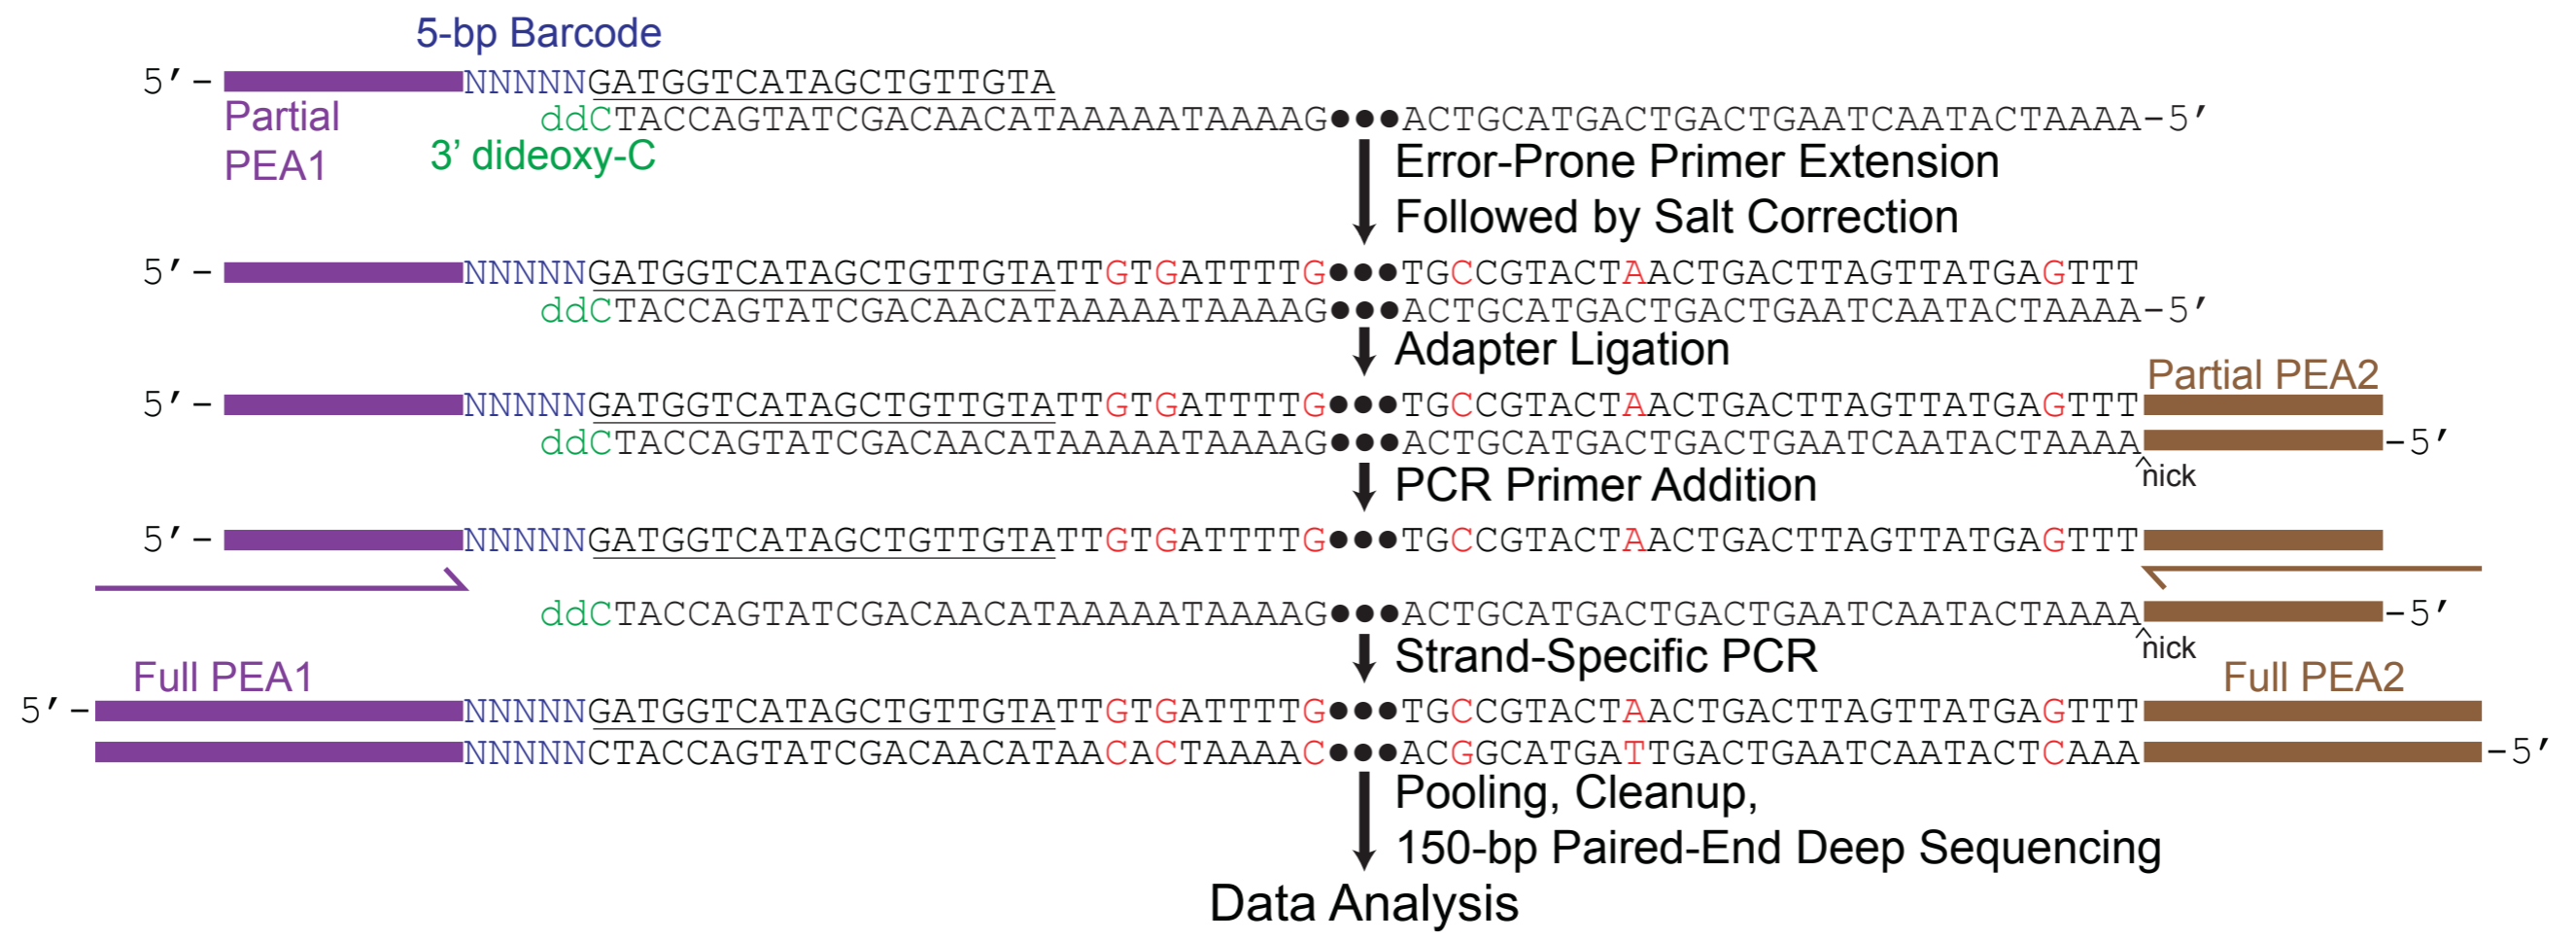 5-bp Barcode
5′- NNNNNGATGGTCATAGCTGTTGTA
Partial
PEA1
ddCTACCAGTATCGACAACATAAAAATAAAAG●●●ACTGCATGACTGACTGAATCAATACTAAAA-5′
3’ dideoxy-C
Error-Prone Primer Extension
Followed by Salt Correction
5′- NNNNNGATGGTCATAGCTGTTGTATTGTGATTTTG●●●TGCCGTACTAACTGACTTAGTTATGAGTTT
ddCTACCAGTATCGACAACATAAAAATAAAAG●●●ACTGCATGACTGACTGAATCAATACTAAAA-5′
Adapter Ligation
Partial PEA2
5′- NNNNNGATGGTCATAGCTGTTGTATTGTGATTTTG●●●TGCCGTACTAACTGACTTAGTTATGAGTTT
ddCTACCAGTATCGACAACATAAAAATAAAAG●●●ACTGCATGACTGACTGAATCAATACTAAAA -5′
^nick
PCR Primer Addition
5′- NNNNNGATGGTCATAGCTGTTGTATTGTGATTTTG●●●TGCCGTACTAACTGACTTAGTTATGAGTTT
ddCTACCAGTATCGACAACATAAAAATAAAAG●●●ACTGCATGACTGACTGAATCAATACTAAAA -5′
^nick
Strand-Specific PCR
Full PEA1
Full PEA2
5′- NNNNNGATGGTCATAGCTGTTGTATTGTGATTTTG●●●TGCCGTACTAACTGACTTAGTTATGAGTTT
NNNNNCTACCAGTATCGACAACATAACACTAAAAC●●●ACGGCATGATTGACTGAATCAATACTCAAA -5′
Pooling, Cleanup,
150-bp Paired-End Deep Sequencing
Data Analysis